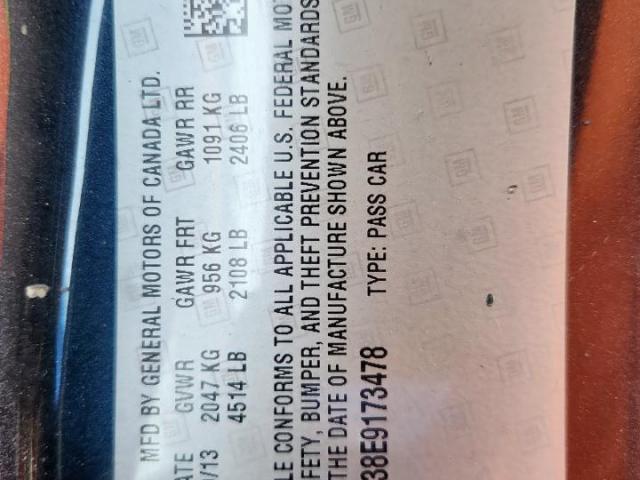 MFD BY GENERAL MOTORS OF CANADA LTD.
ATE GVWR GAWR FRT GAWR RR
/13 2047 KG 956 KG 1091 KG
4514 LB 2108 LB 2406 LB
LE CONFORMS TO ALL APPLICABLE U.S. FEDERAL MOT
FETY, BUMPER, AND THEFT PREVENTION STANDARDS
THE DATE OF MANUFACTURE SHOWN ABOVE.
38E9173478 TYPE: PASS CAR